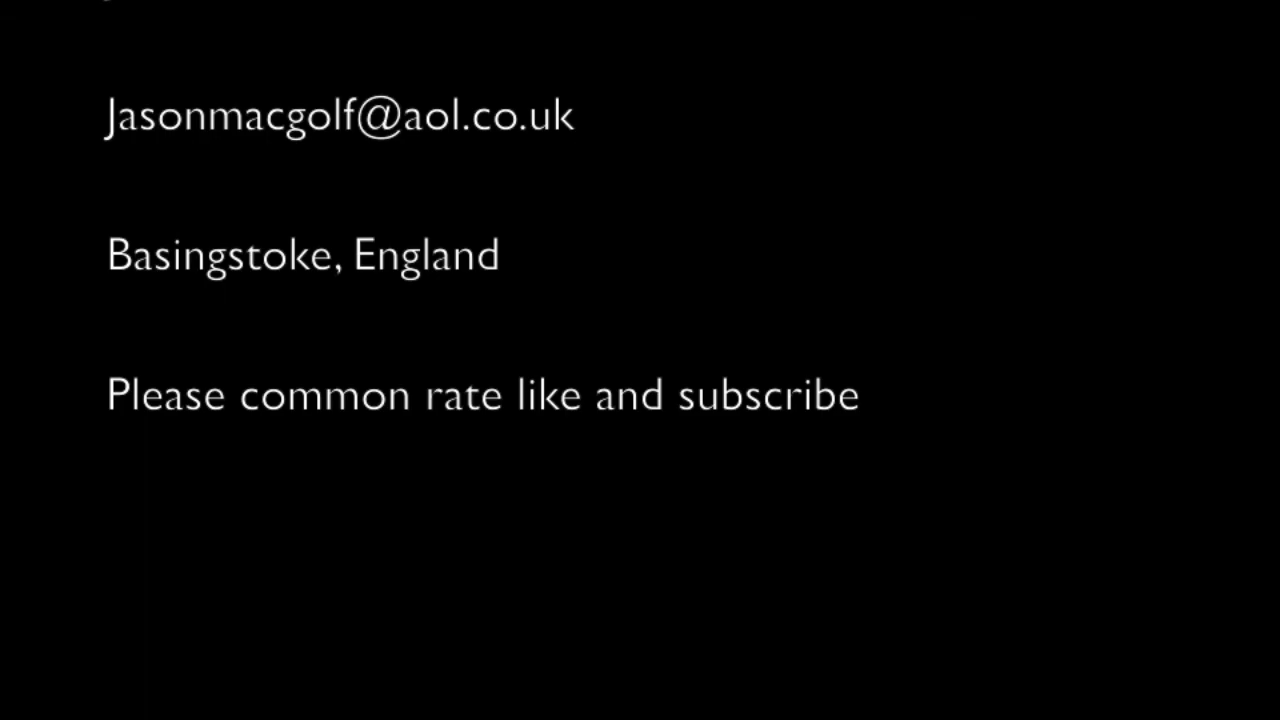 Jasonmacgolf@aol.co.uk
Basingstoke, England
Please common rate like and subscribe